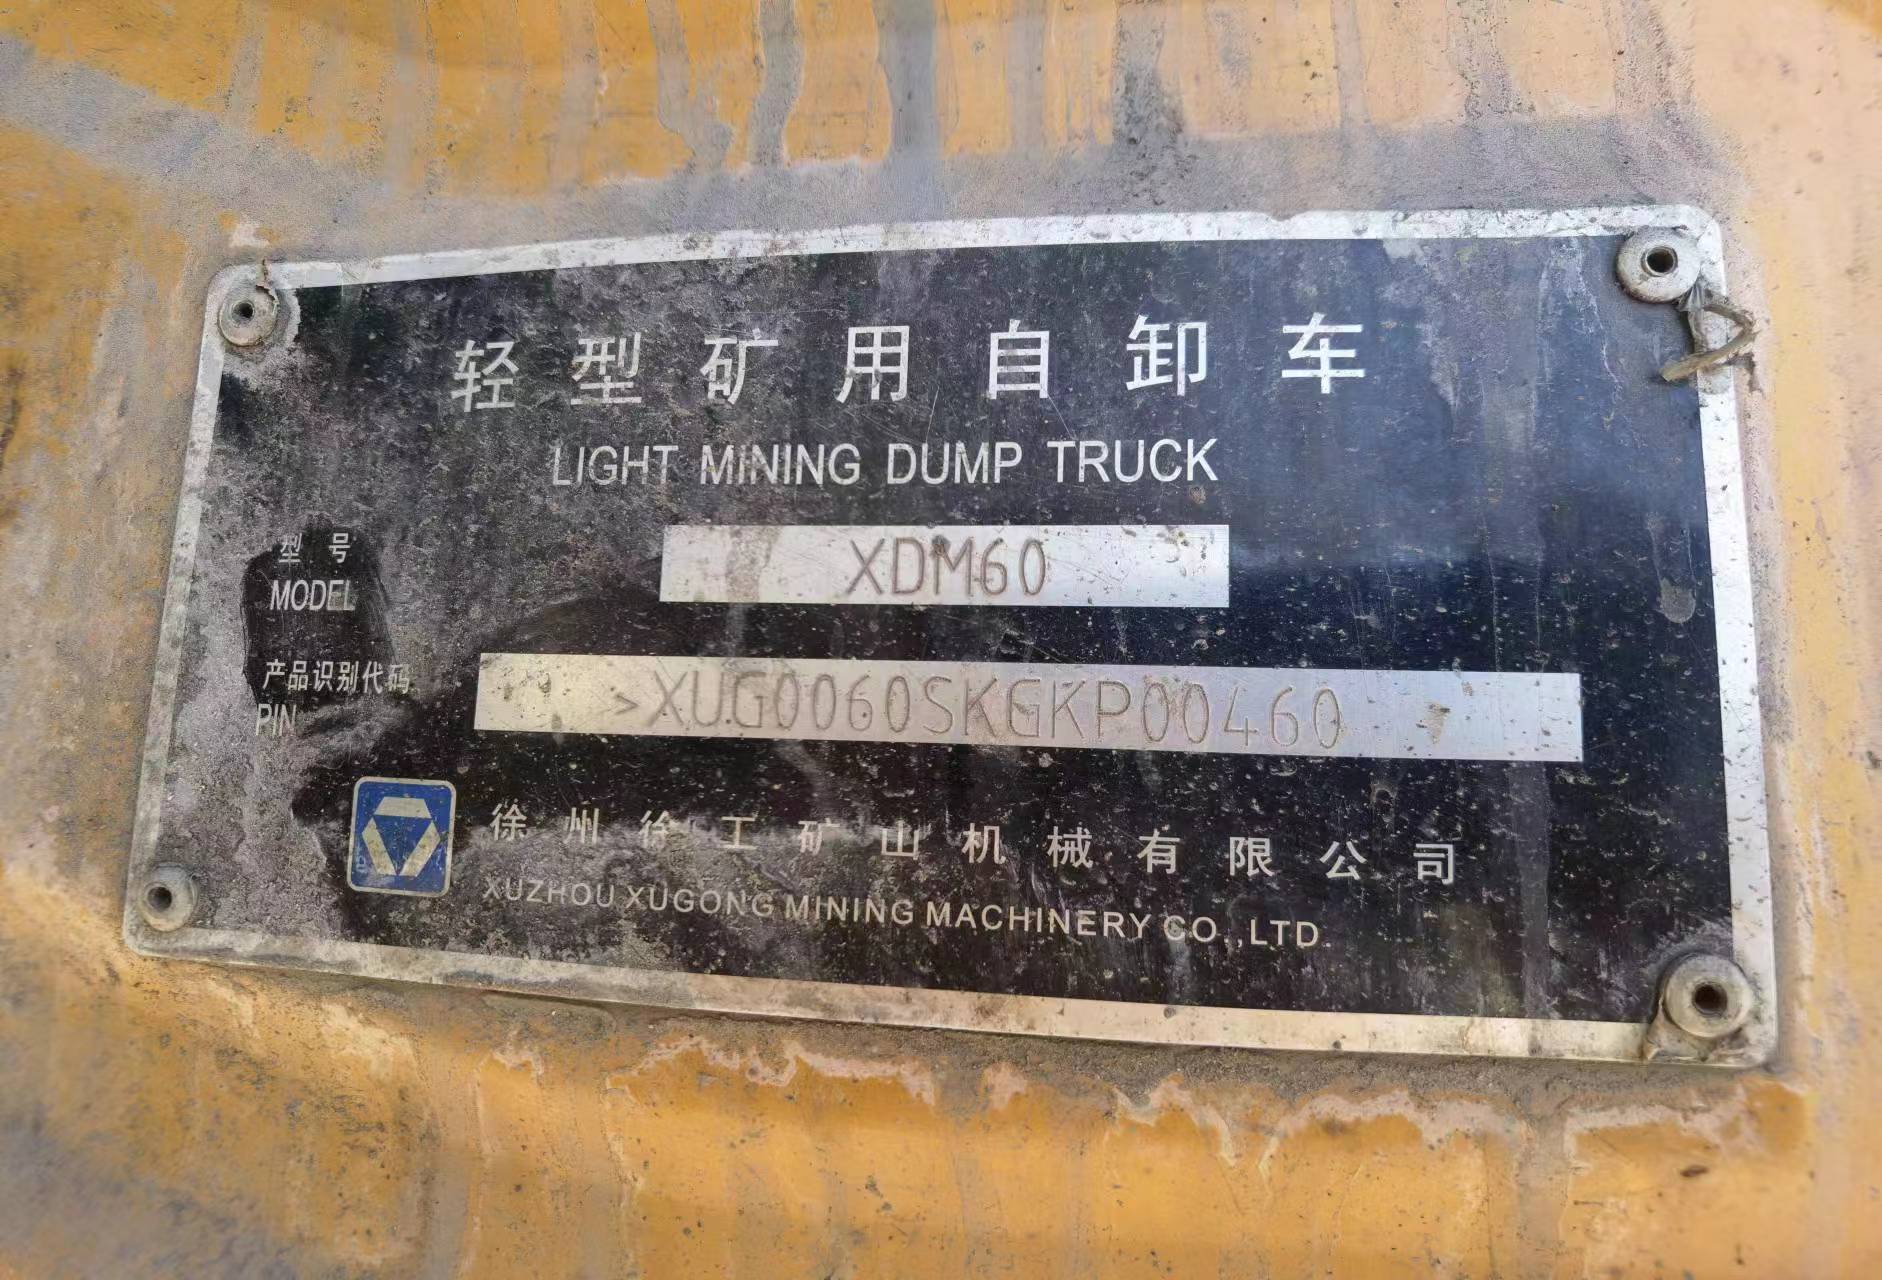 轻型矿用自卸车
LIGHT MINING DUMP TRUCK
型号
MODEL
XDM60
产品识别代码
PIN
>XUG0060SKGKP00460
徐州徐工矿山机械有限公司
XUZHOU XUGONG MINING MACHINERY CO.,LTD.